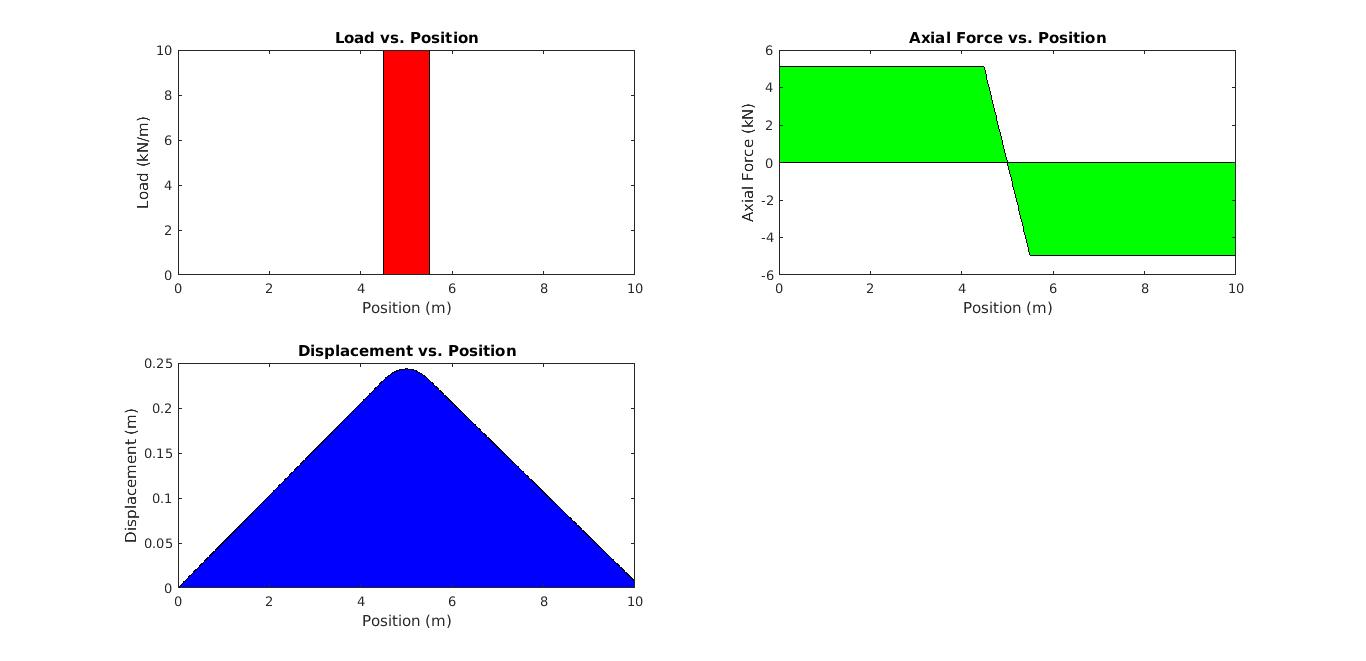 Load vs. Position
10
8
6
4
2
0
Load (kN/m)
0 2 4 6 8 10
Position (m)
Axial Force vs. Position
6
4
2
0
-2
-4
-6
Axial Force (kN)
0 2 4 6 8 10
Position (m)
Displacement vs. Position
0.25
0.2
0.15
0.1
0.05
0
Displacement (m)
0 2 4 6 8 10
Position (m)